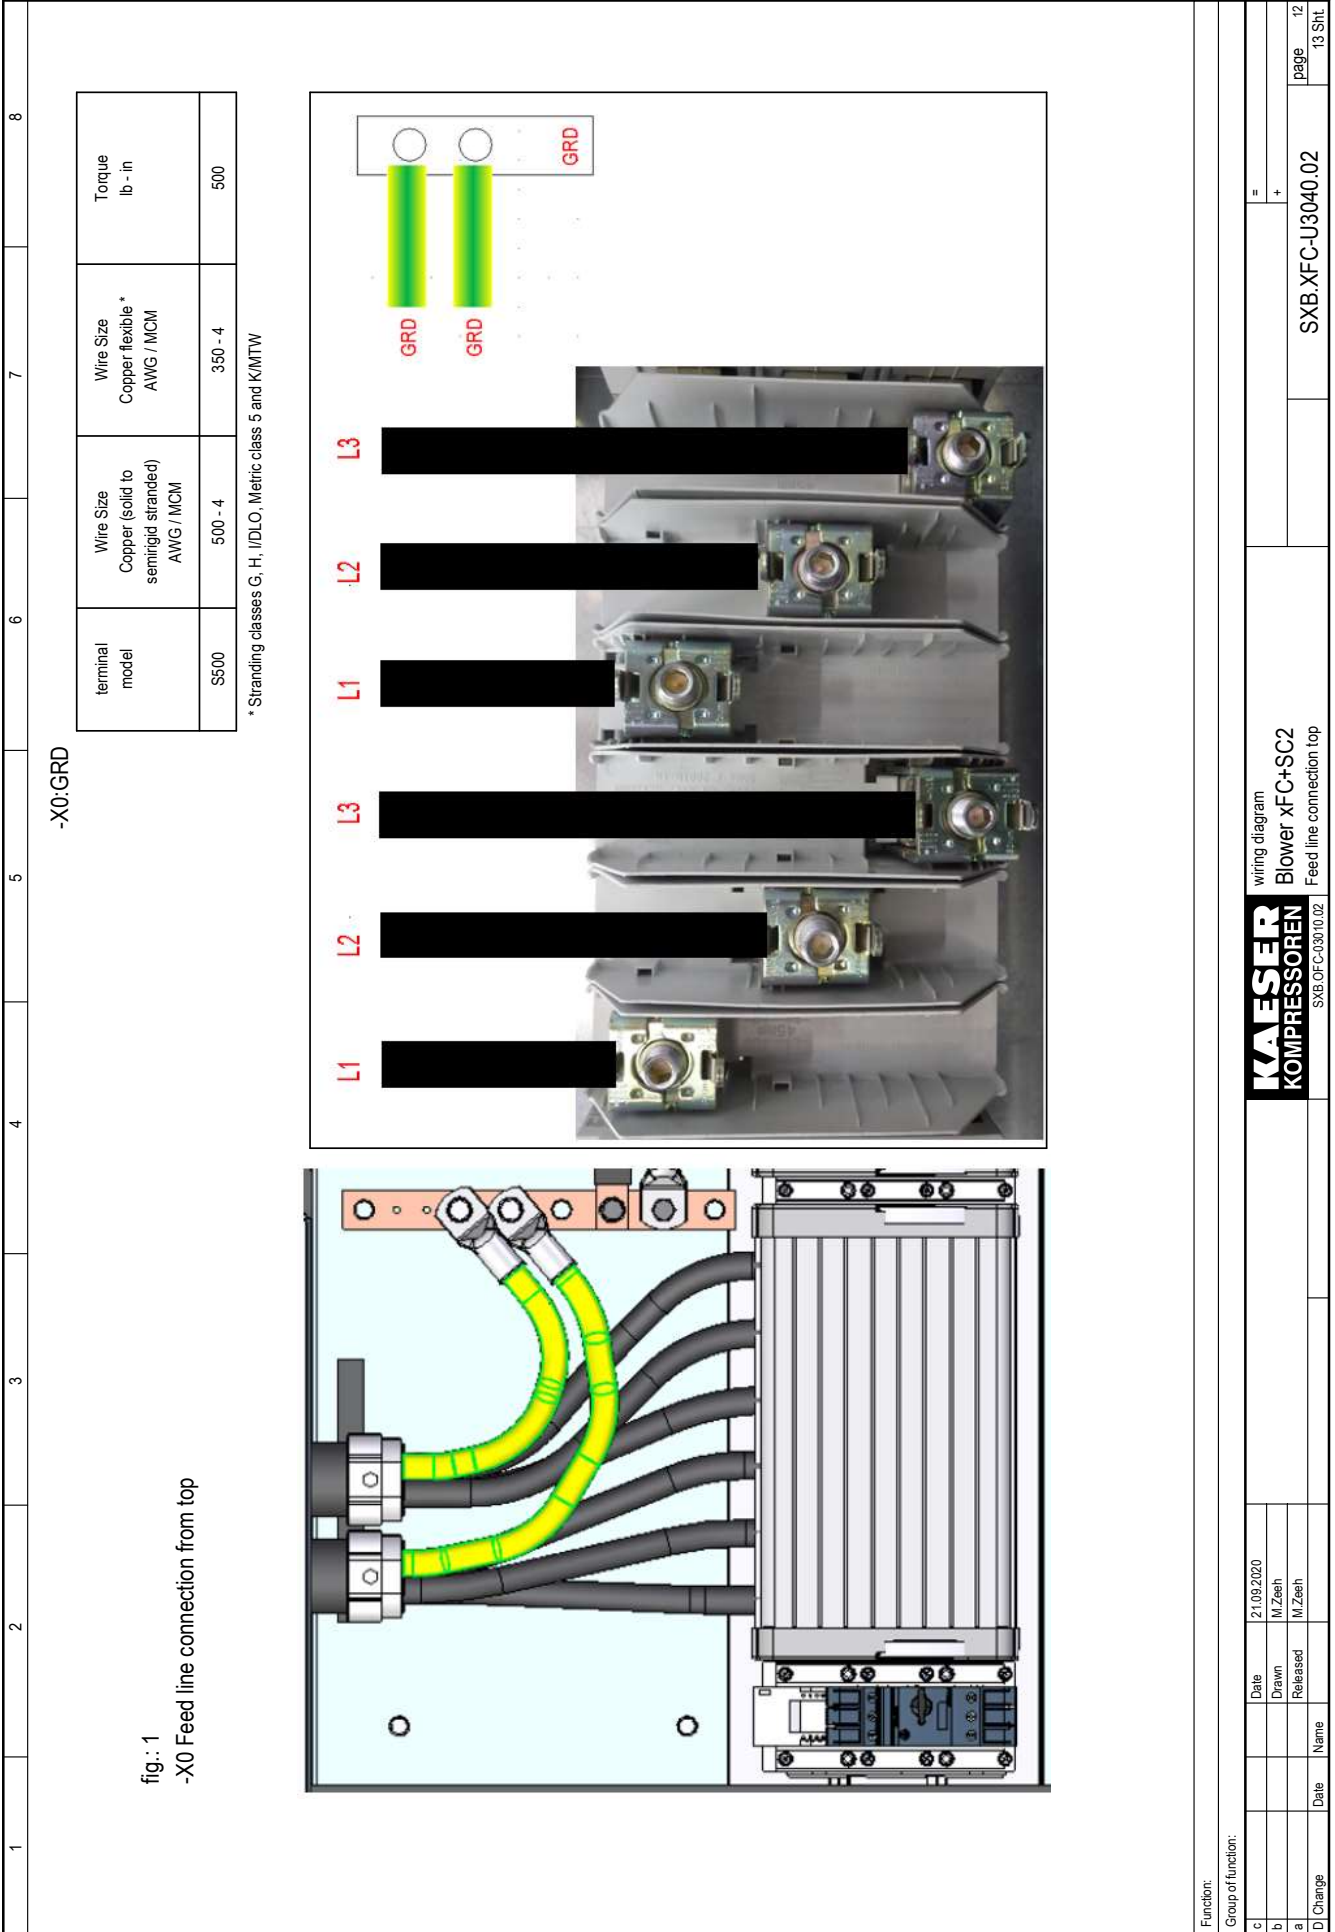 1 2 3 4 5 6 7 8
-X0:GRD
fig.: 1
-X0 Feed line connection from top
terminal
model
Wire Size
Copper (solid to
semirigid stranded)
AWG / MCM
Wire Size
Copper flexible *
AWG / MCM
Torque
lb - in
S500 500 - 4 350 - 4 500
* Stranding classes G, H, I/DLO, Metric class 5 and K/MTW
L1 L2 L3 L1 L2 L3
GRD
GRD
GRD
Function:
Group of function:
c
b
a
D Change Date Name
Date 21.09.2020
Drawn M.Zeeh
Released M.Zeeh
KAESER
KOMPRESSOREN
SXB.OFC-03010.02
wiring diagram
Blower xFC+SC2
Feed line connection top
=
+
SXB.XFC-U3040.02
page 12
13 Sht.